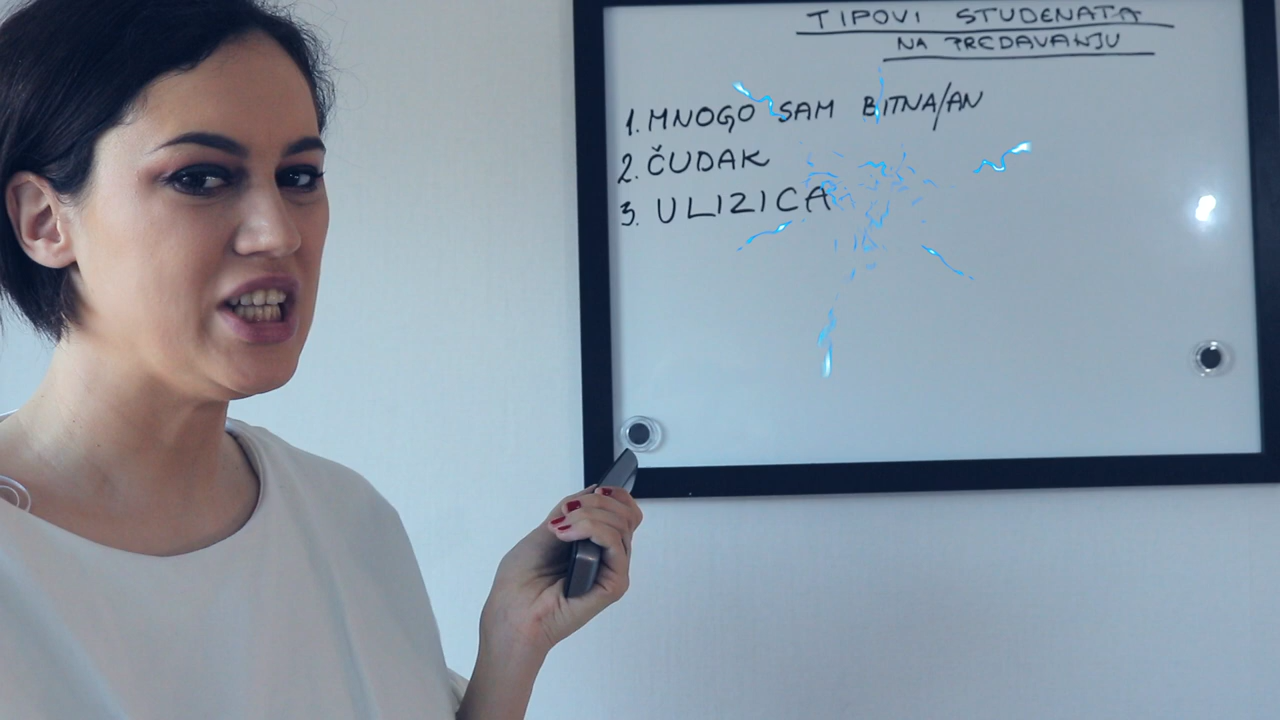 TIPOVI STUDENATA
NA PREDAVANJU
1. MNOGO SAM BITNA/AN
2. ČUDAK
3. ULIZICA